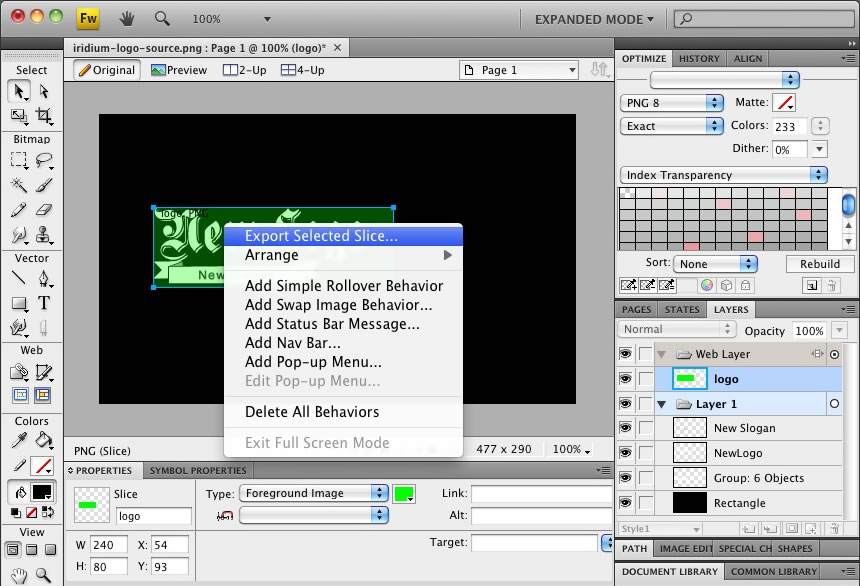 Fw
100%
EXPANDED MODE
iridium-logo-source.png : Page 1 @ 100% (logo)*
OPTIMIZE HISTORY ALIGN
Select
Original Preview 2-Up 4-Up Page 1
PNG 8 Matte:
Exact Colors: 233
Dither: 0%
Bitmap
Index Transparency
logo, PNG
New
Export Selected Slice...
Arrange
Add Simple Rollover Behavior
Add Swap Image Behavior...
Add Status Bar Message...
Add Nav Bar...
Add Pop-up Menu...
Edit Pop-up Menu...
Delete All Behaviors
Exit Full Screen Mode
Sort: None Rebuild
Vector
T
Web
Colors
View
PAGES STATES LAYERS
Normal Opacity 100%
Web Layer
logo
Layer 1
New Slogan
NewLogo
Group: 6 Objects
Rectangle
Style1
PNG (Slice) 477 x 290 100%
PROPERTIES SYMBOL PROPERTIES
Slice
logo
Type: Foreground Image
Link:
Alt:
Target:
W 240 X: 54
H: 80 Y: 93
PATH IMAGE EDIT SPECIAL CH SHAPES
DOCUMENT LIBRARY COMMON LIBRARY